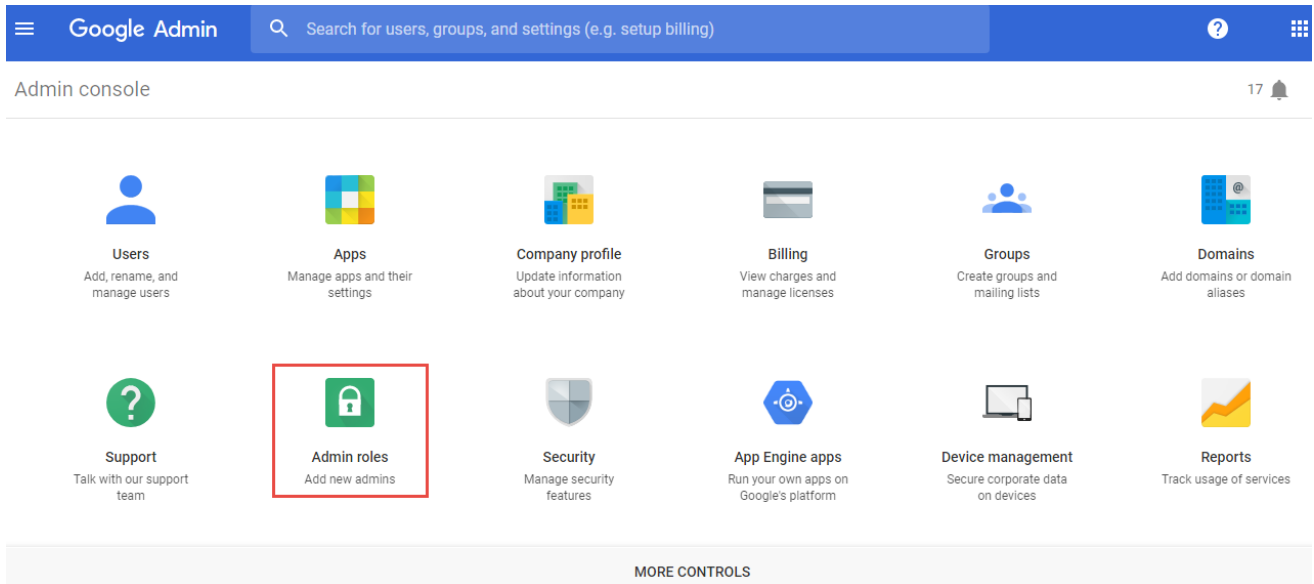 Google Admin
Search for users, groups, and settings (e.g. setup billing)
?
Admin console
17
@
Users
Apps
Company profile
Billing
Groups
Domains
Add, rename, and
manage users
Manage apps and their
settings
Update information
about your company
View charges and
manage licenses
Create groups and
mailing lists
Add domains or domain
aliases
?
Support
Admin roles
Security
App Engine apps
Device management
Reports
Talk with our support
team
Add new admins
Manage security
features
Run your own apps on
Google's platform
Secure corporate data
on devices
Track usage of services
MORE CONTROLS